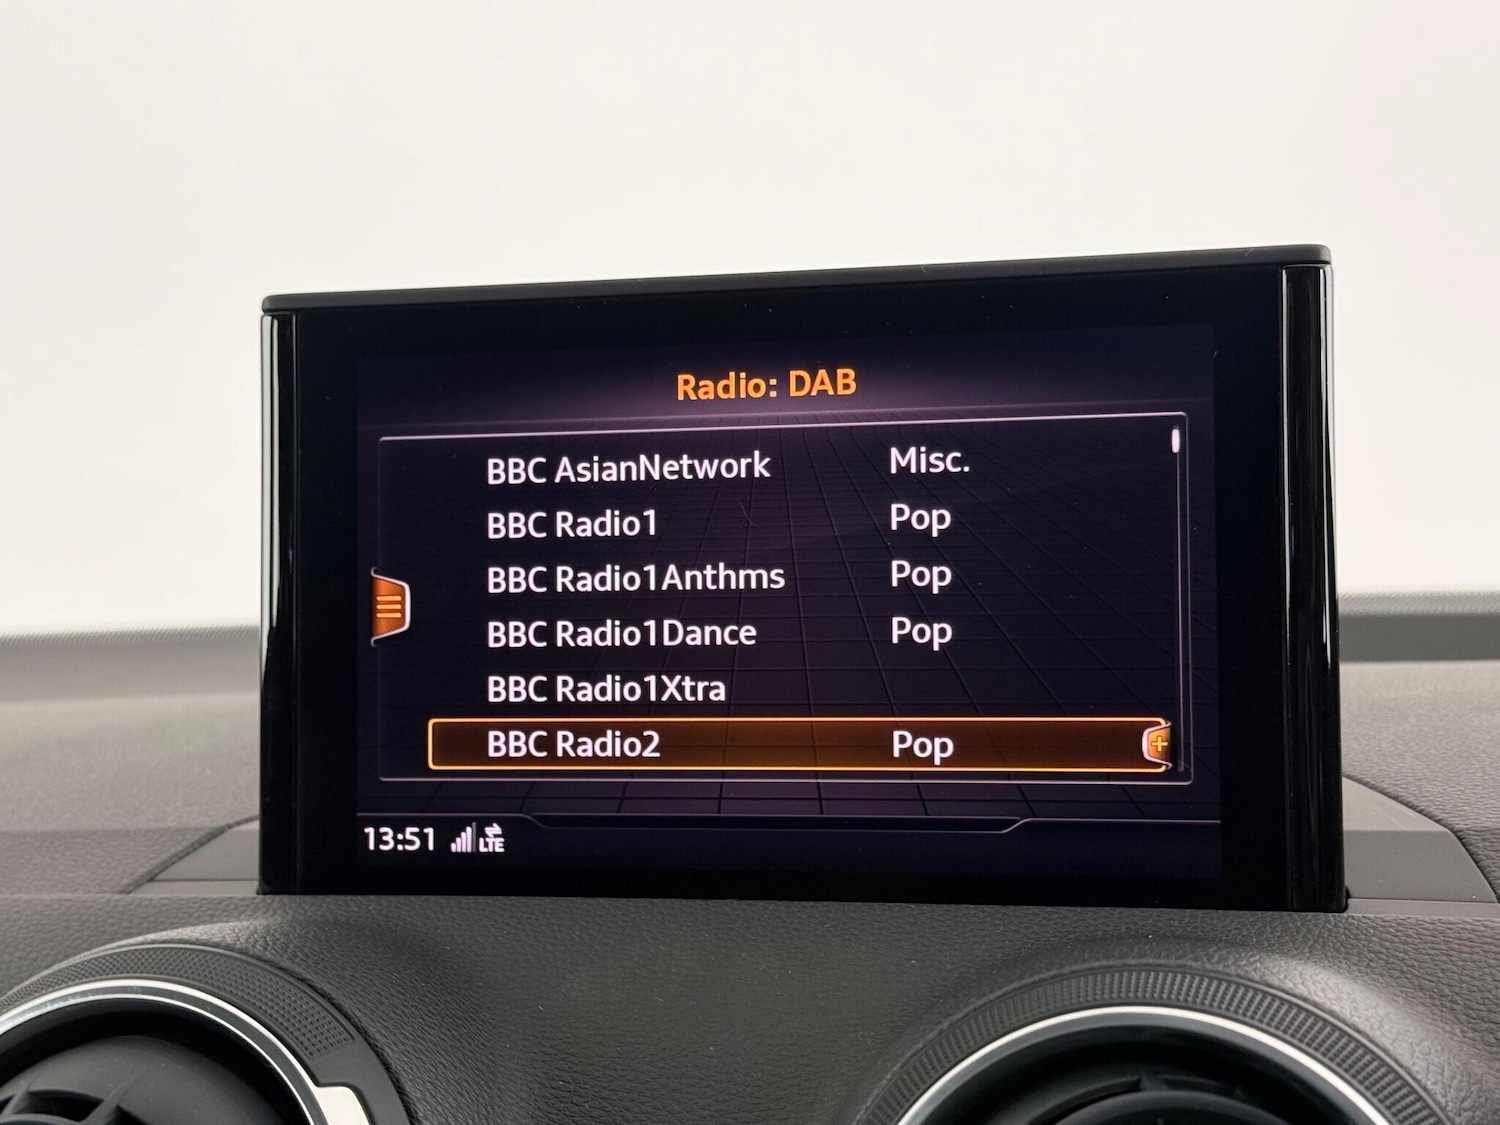 Radio: DAB
BBC AsianNetwork Misc.
BBC Radio1 Pop
BBC Radio1Anthms Pop
BBC Radio1Dance Pop
BBC Radio1Xtra
BBC Radio2 Pop
13:51 LTE